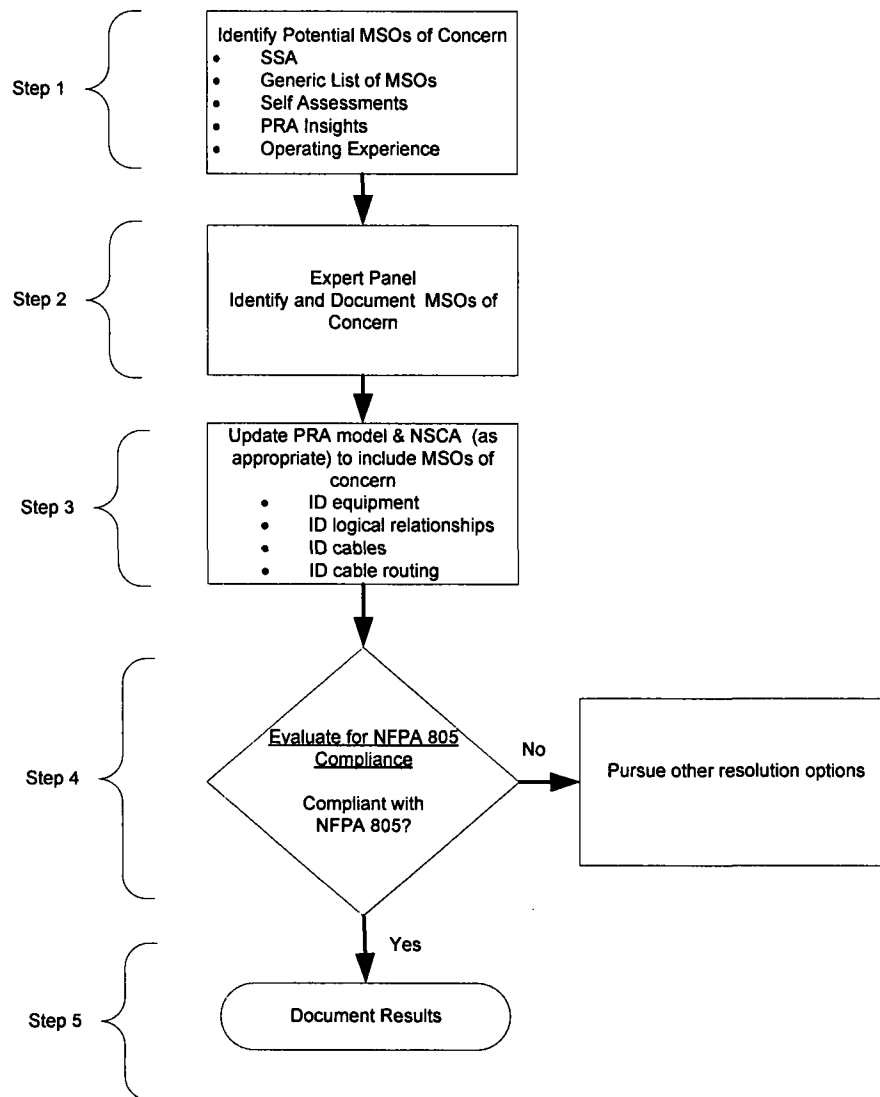 Step 1
Identify Potential MSOs of Concern
• SSA
• Generic List of MSOs
• Self Assessments
• PRA Insights
• Operating Experience
Step 2
Expert Panel
Identify and Document MSOs of
Concern
Step 3
Update PRA model & NSCA (as
appropriate) to include MSOs of
concern
• ID equipment
• ID logical relationships
• ID cables
• ID cable routing
Step 4
Evaluate for NFPA 805
Compliance
Compliant with
NFPA 805?
No
Pursue other resolution options
Yes
Step 5
Document Results